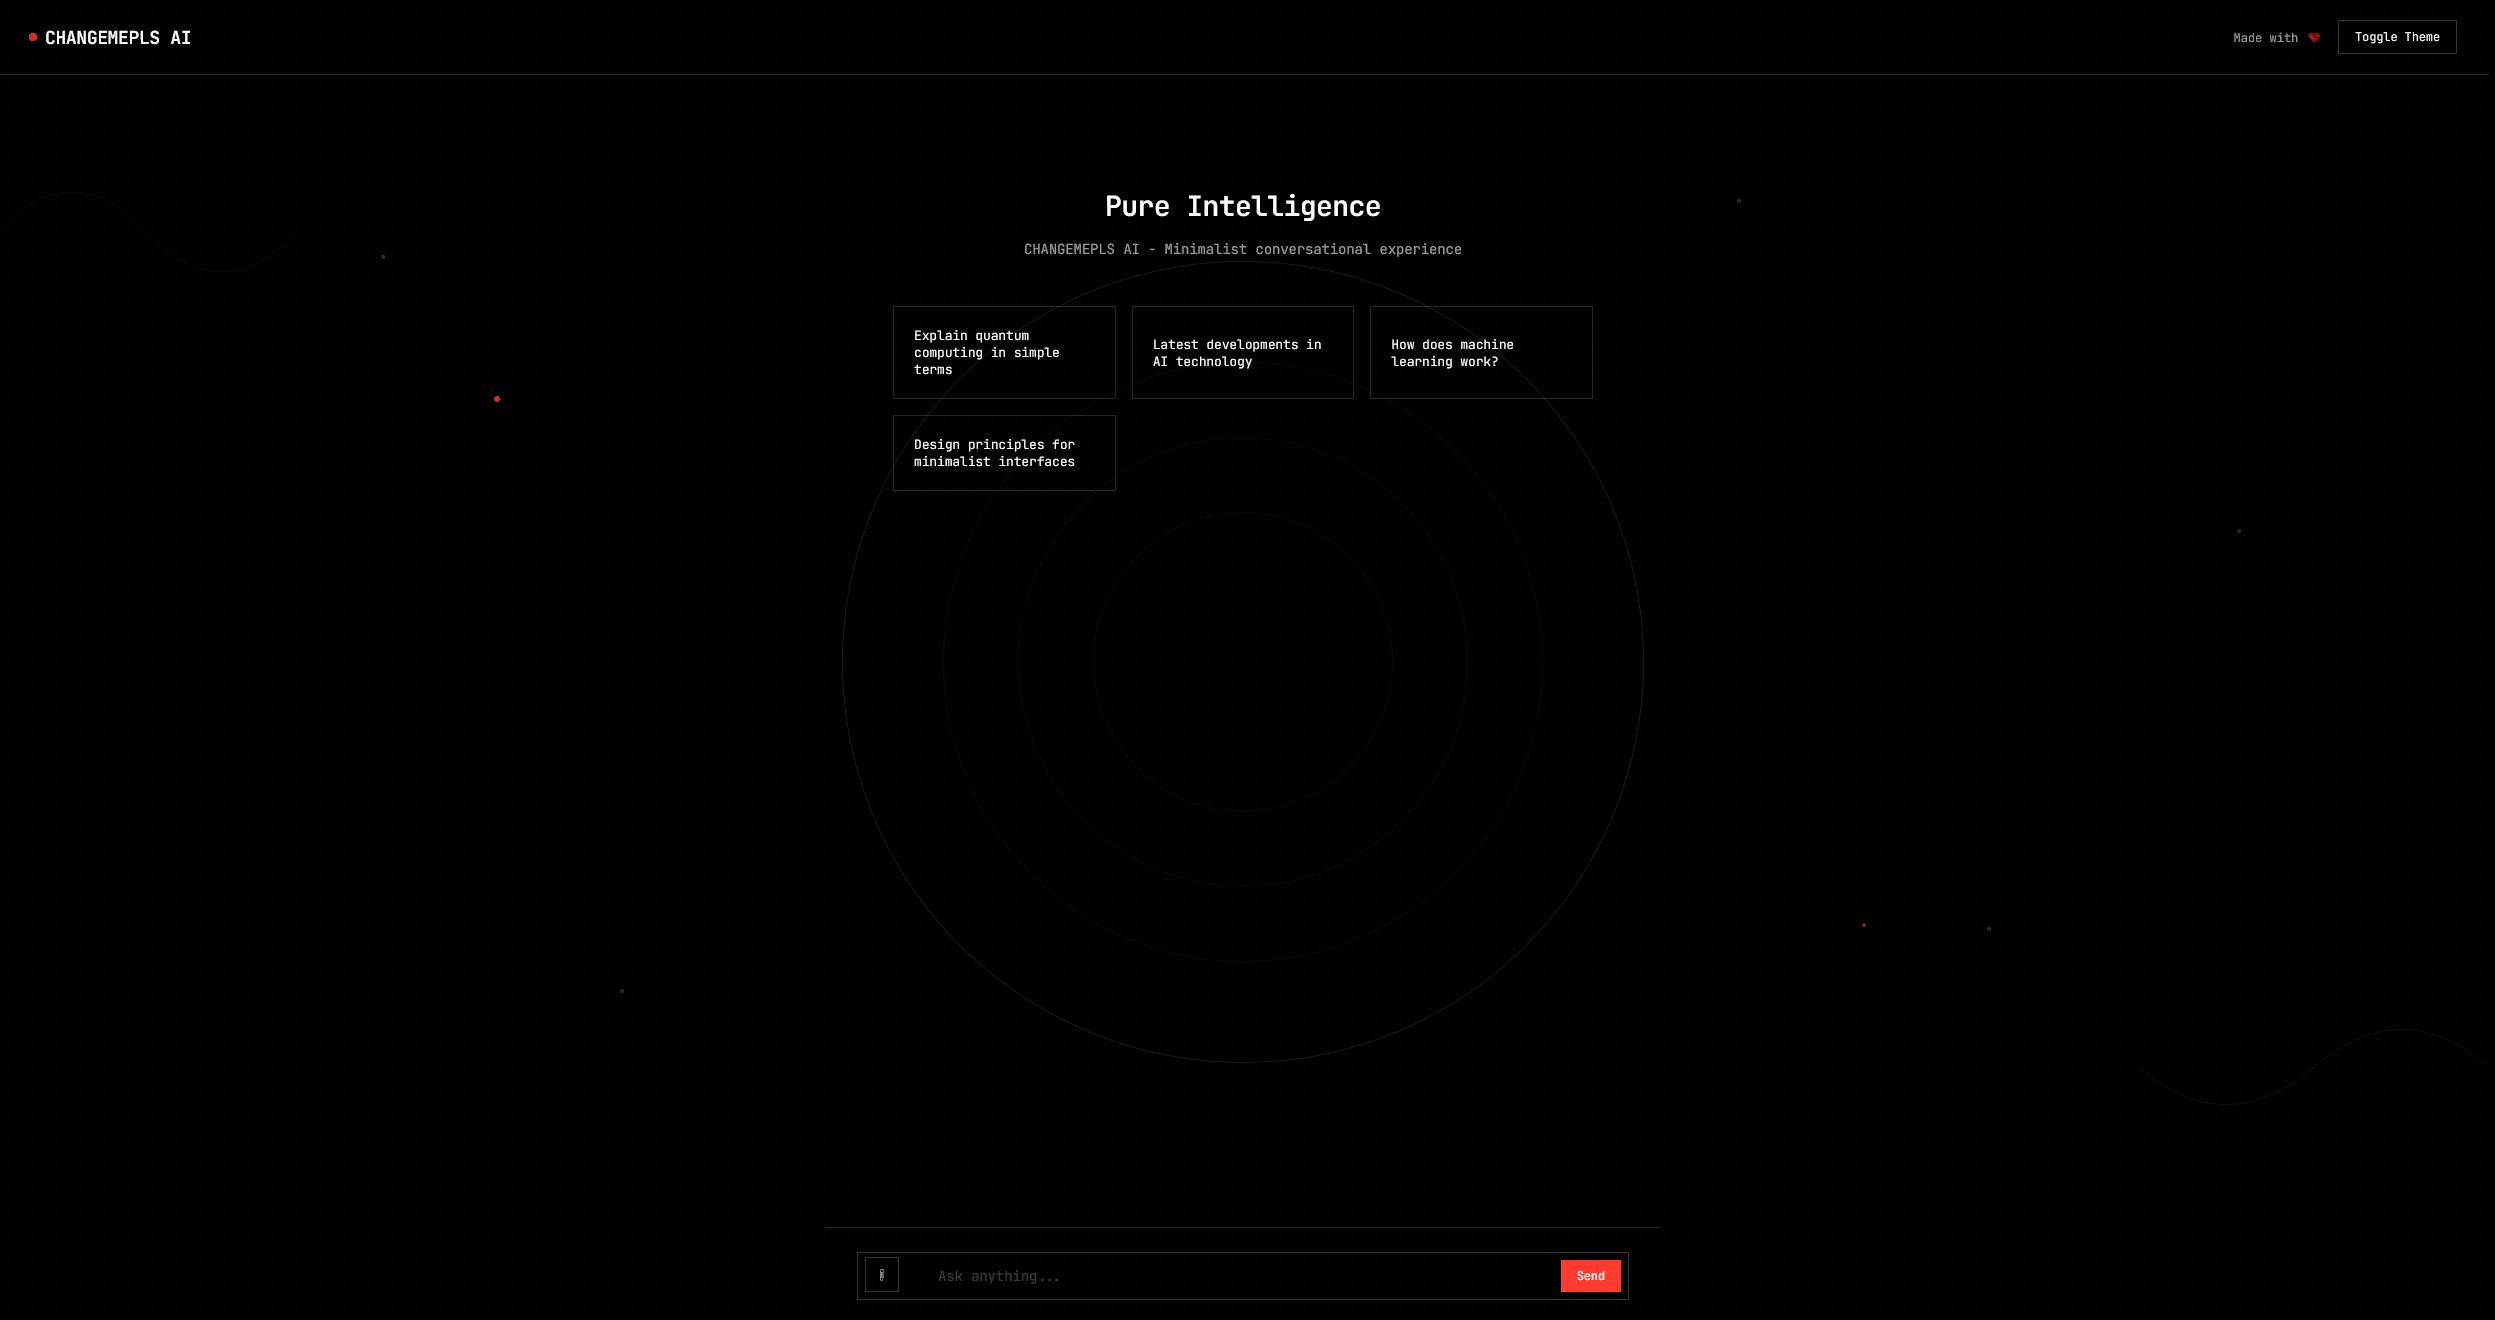 CHANGEMEPLS AI
Made with
Toggle Theme
Pure Intelligence
CHANGEMEPLS AI - Minimalist conversational experience
Explain quantum
computing in simple
terms
Latest developments in
AI technology
How does machine
learning work?
Design principles for
minimalist interfaces
Ask anything...
Send